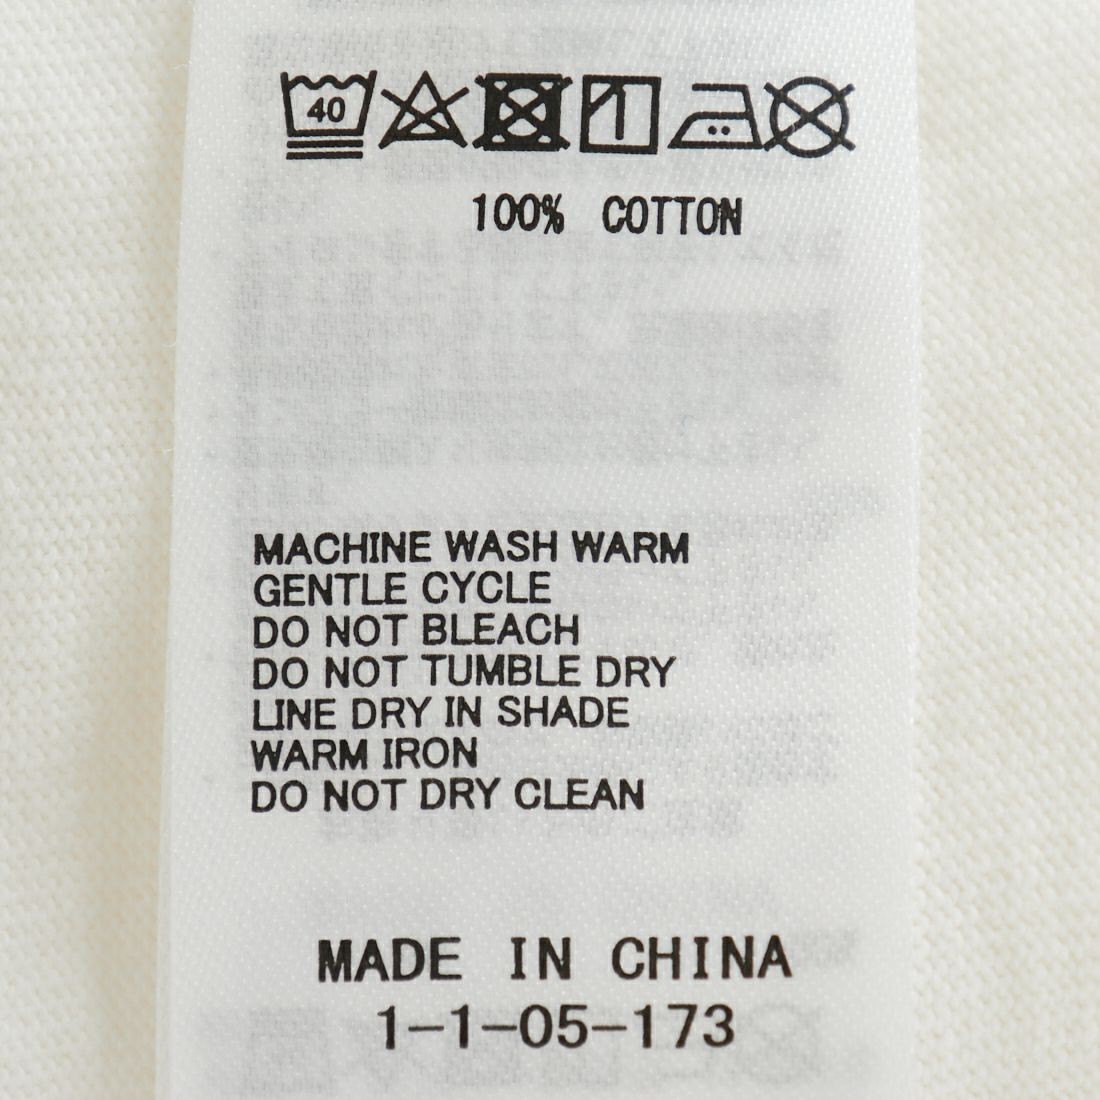 40
100% COTTON
MACHINE WASH WARM
GENTLE CYCLE
DO NOT BLEACH
DO NOT TUMBLE DRY
LINE DRY IN SHADE
WARM IRON
DO NOT DRY CLEAN
MADE IN CHINA
1-1-05-173